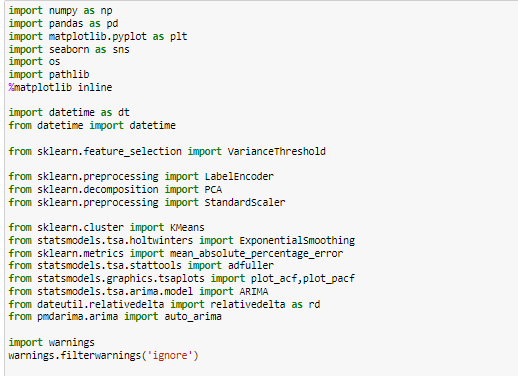 import numpy as np
import pandas as pd
import matplotlib.pyplot as plt
import seaborn as sns
import os
import pathlib
%matplotlib inline
import datetime as dt
from datetime import datetime
from sklearn.feature_selection import VarianceThreshold
from sklearn.preprocessing import LabelEncoder
from sklearn.decomposition import PCA
from sklearn.preprocessing import StandardScaler
from sklearn.cluster import KMeans
from statsmodels.tsa.holtwinters import ExponentialSmoothing
from sklearn.metrics import mean_absolute_percentage_error
from statsmodels.tsa.stattools import adfuller
from statsmodels.graphics.tsaplots import plot_acf,plot_pacf
from statsmodels.tsa.arima.model import ARIMA
from dateutil.relativedelta import relativedelta as rd
from pmdarima.arima import auto_arima
import warnings
warnings.filterwarnings('ignore')